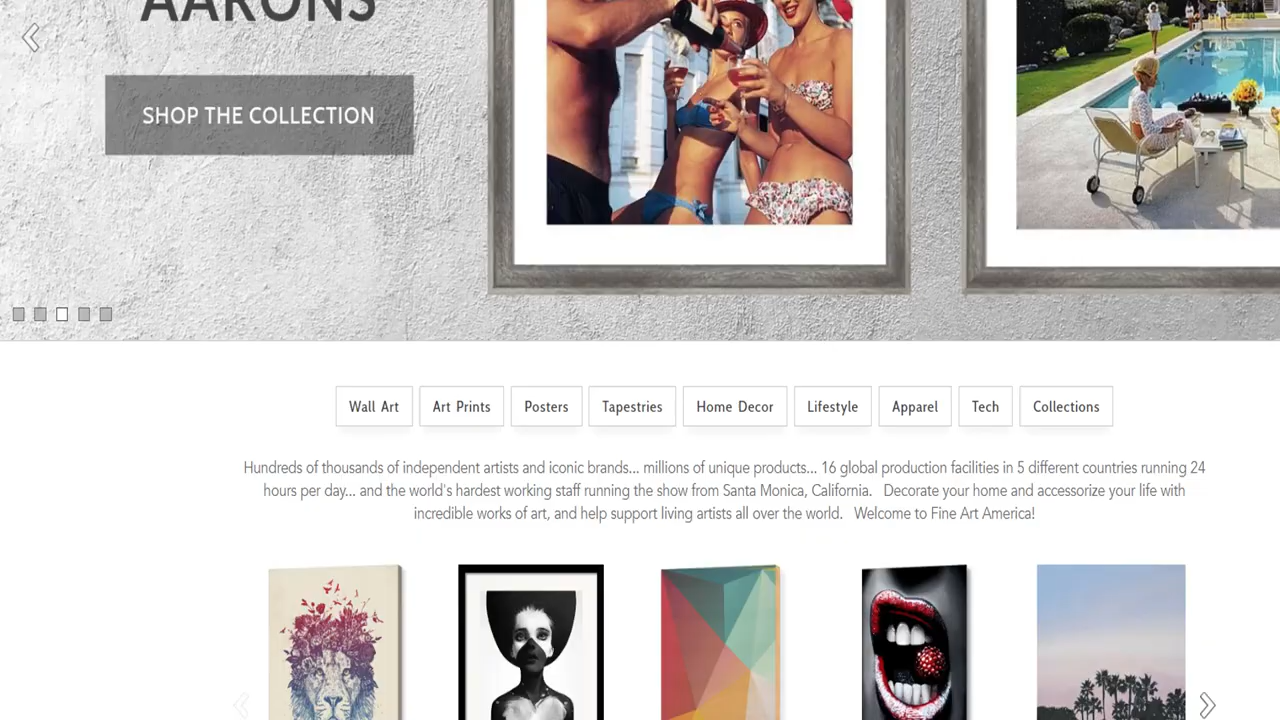 AARONS
SHOP THE COLLECTION
Wall Art
Art Prints
Posters
Tapestries
Home Decor
Lifestyle
Apparel
Tech
Collections
Hundreds of thousands of independent artists and iconic brands... millions of unique products... 16 global production facilities in 5 different countries running 24
hours per day... and the world's hardest working staff running the show from Santa Monica, California. Decorate your home and accessorize your life with
incredible works of art, and help support living artists all over the world. Welcome to Fine Art America!